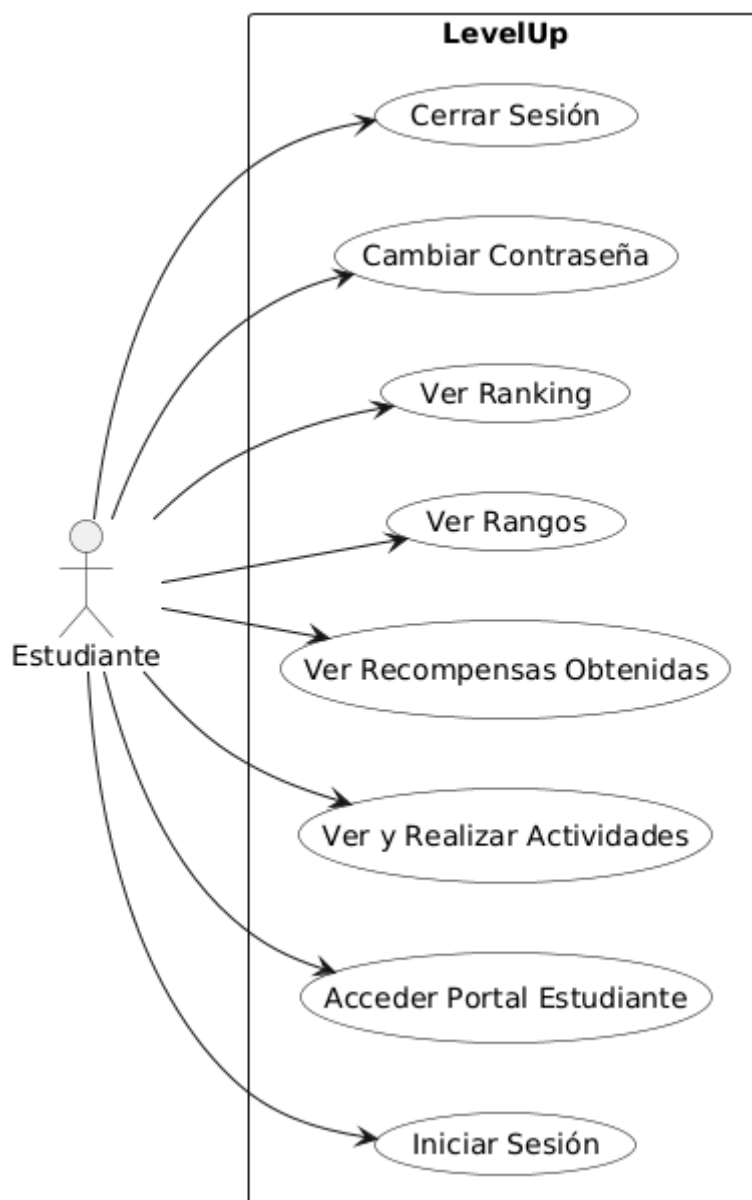 LevelUp
Cerrar Sesión
Cambiar Contraseña
Ver Ranking
Ver Rangos
Estudiante
Ver Recompensas Obtenidas
Ver y Realizar Actividades
Acceder Portal Estudiante
Iniciar Sesión